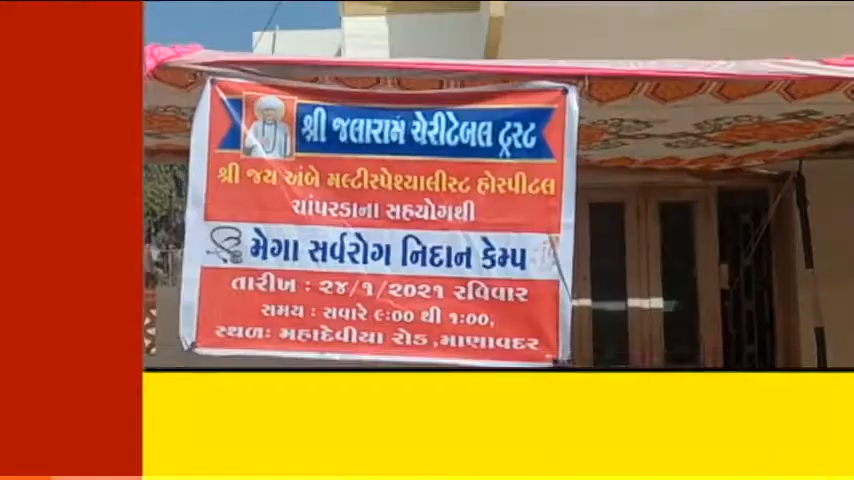 શ્રી જલારામ ચેરીટેબલ ટ્રસ્ટ
શ્રી જય અંબે મલ્ટીસ્પેશ્યાલીસ્ટ હોસ્પીટલ
ચાંપરડાના સહયોગથી
મેગા સર્વરોગ નિદાન કેમ્પ
તારીખ : ૨૪/૧/૨૦૨૧ રવિવાર
સમય : સવારે ૯:૦૦ થી ૧:૦૦,
સ્થળ: મહાદેવીયા રોડ ,માણાવદર